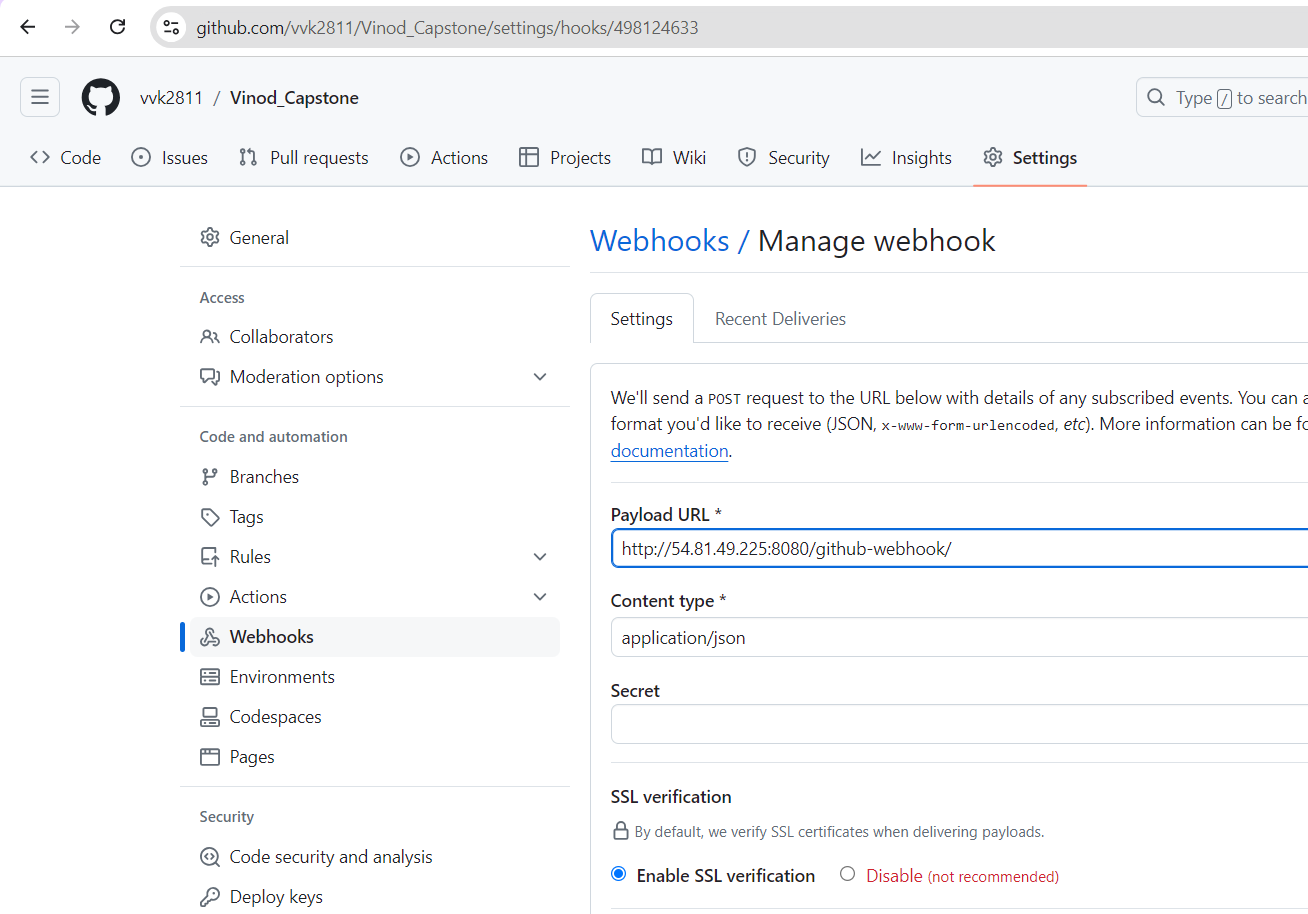 github.com/vvk2811/Vinod_Capstone/settings/hooks/498124633
vvk2811 / Vinod_Capstone
Type / to search
Code Issues Pull requests Actions Projects Wiki Security Insights Settings
General
Access
Collaborators
Moderation options
Code and automation
Branches
Tags
Rules
Actions
Webhooks
Environments
Codespaces
Pages
Security
Code security and analysis
Deploy keys
Webhooks / Manage webhook
Settings Recent Deliveries
We'll send a POST request to the URL below with details of any subscribed events. You can
format you'd like to receive (JSON, x-www-form-urlencoded, etc). More information can be
documentation.
Payload URL *
http://54.81.49.225:8080/github-webhook/
Content type *
application/json
Secret
SSL verification
By default, we verify SSL certificates when delivering payloads.
Enable SSL verification Disable (not recommended)